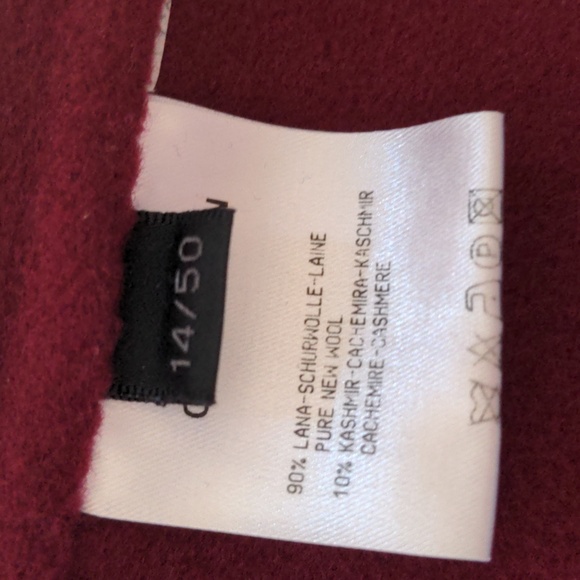 14/50
90% LANA-SCHURWOLLE-LAINE
PURE NEW WOOL
10% KASHMIR-CACHEMIRA-KASCHMIR
CACHEMIRE-CASHMERE
P